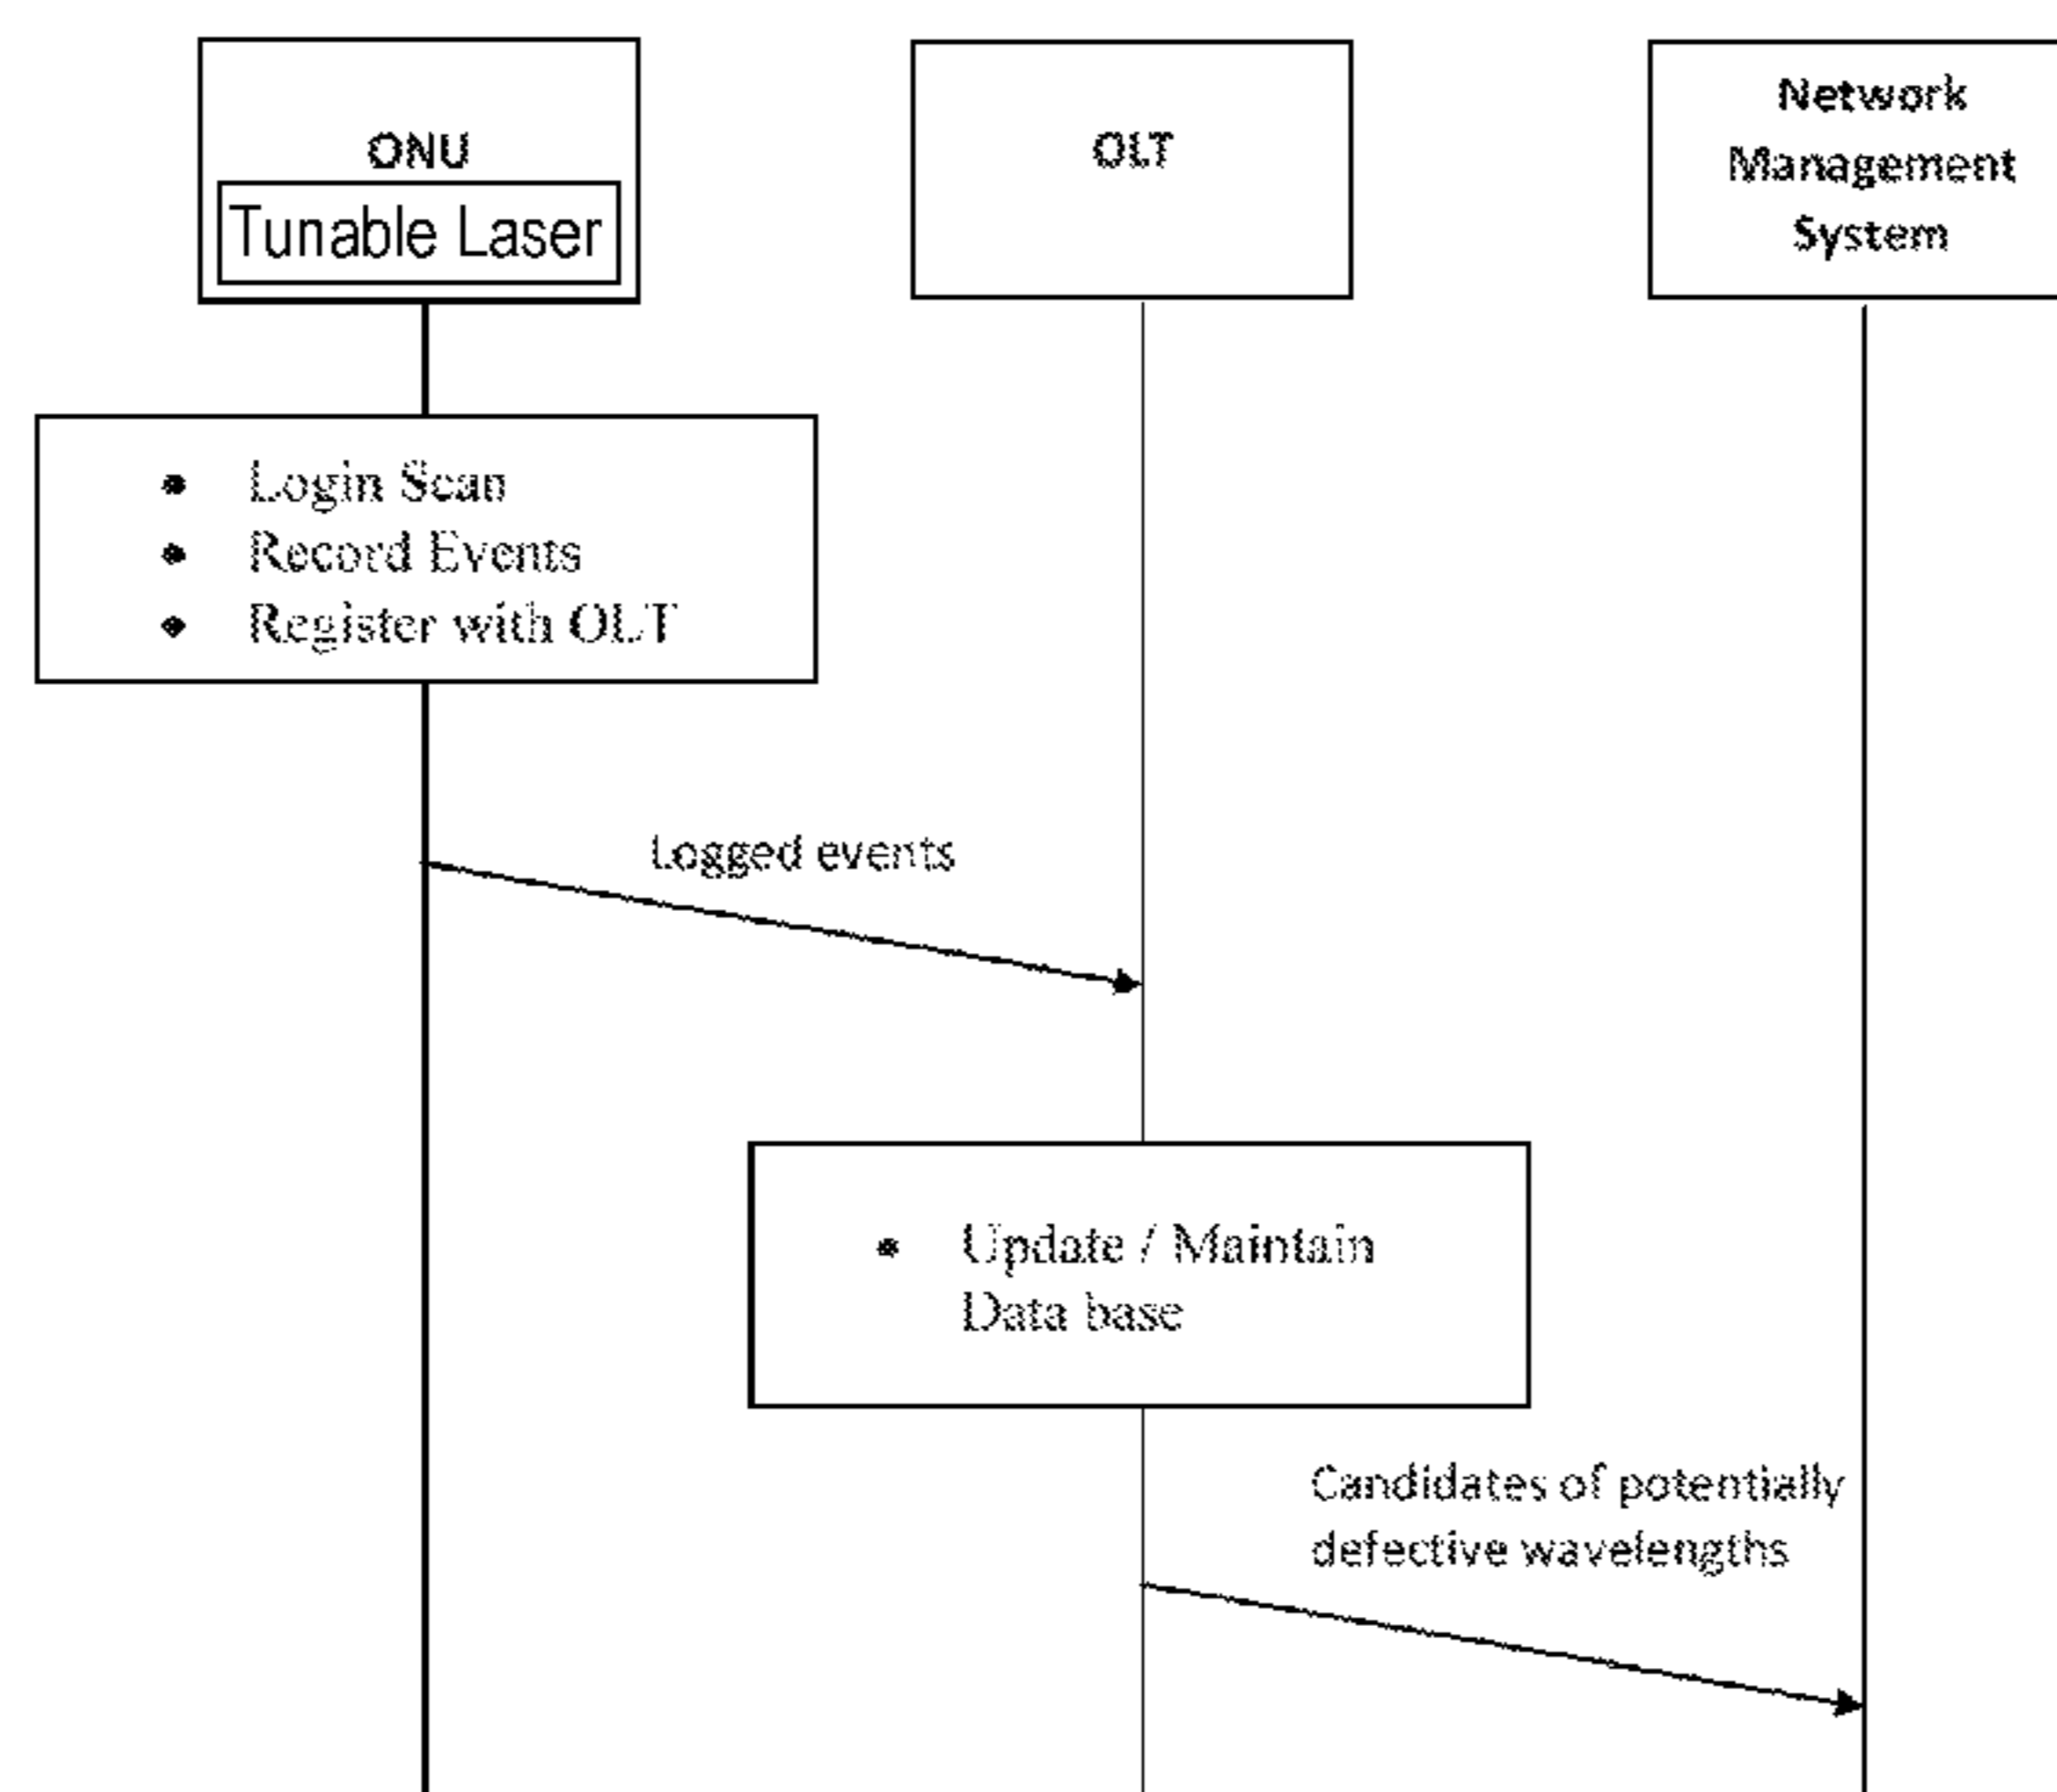 ONU
Tunable Laser
OLT
Network
Management
System
• Login Scan
• Record Events
• Register with OLT
Logged events
• Update / Maintain
Data base
Candidates of potentially
defective wavelengths